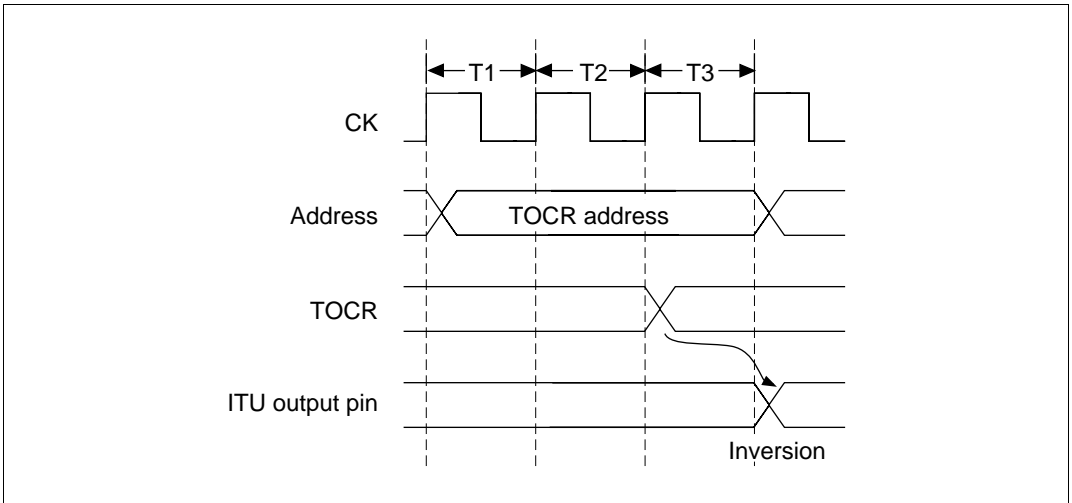 T1 T2 T3
CK
Address TOCR address
TOCR
ITU output pin
Inversion